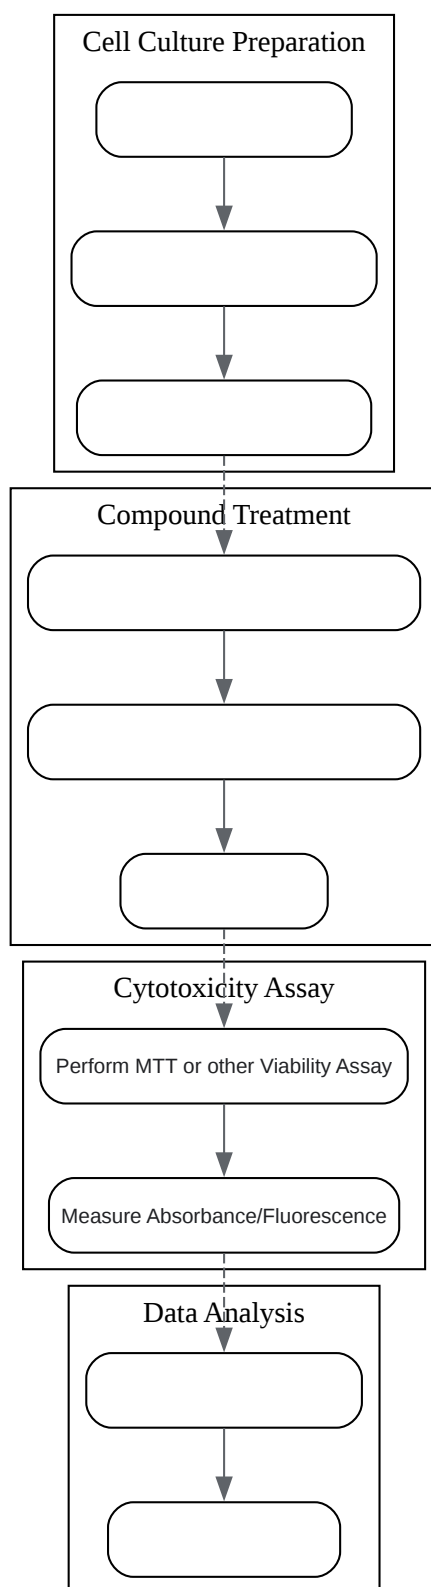 Cell Culture Preparation
Compound Treatment
Cytotoxicity Assay
Perform MTT or other Viability Assay
Measure Absorbance/Fluorescence
Data Analysis